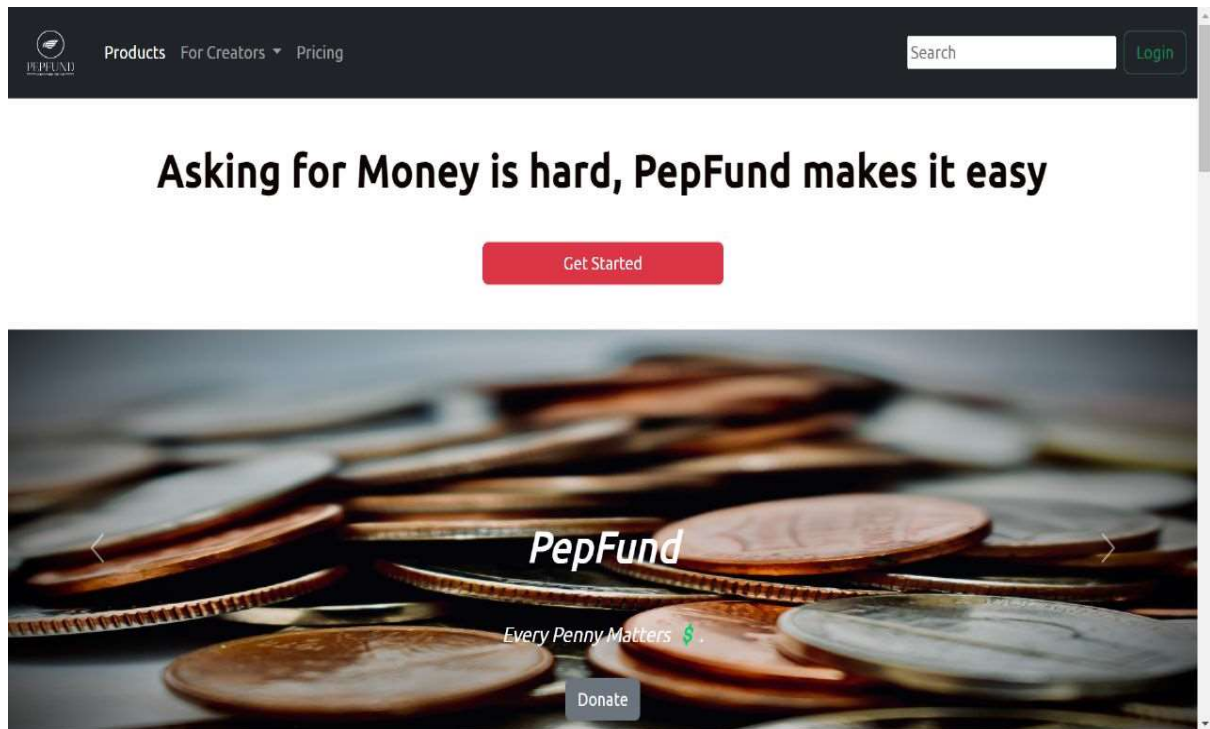 PEPFUND
Products For Creators Pricing
Search
Login
Asking for Money is hard, PepFund makes it easy
Get Started
PepFund
Every Penny Matters $ .
Donate